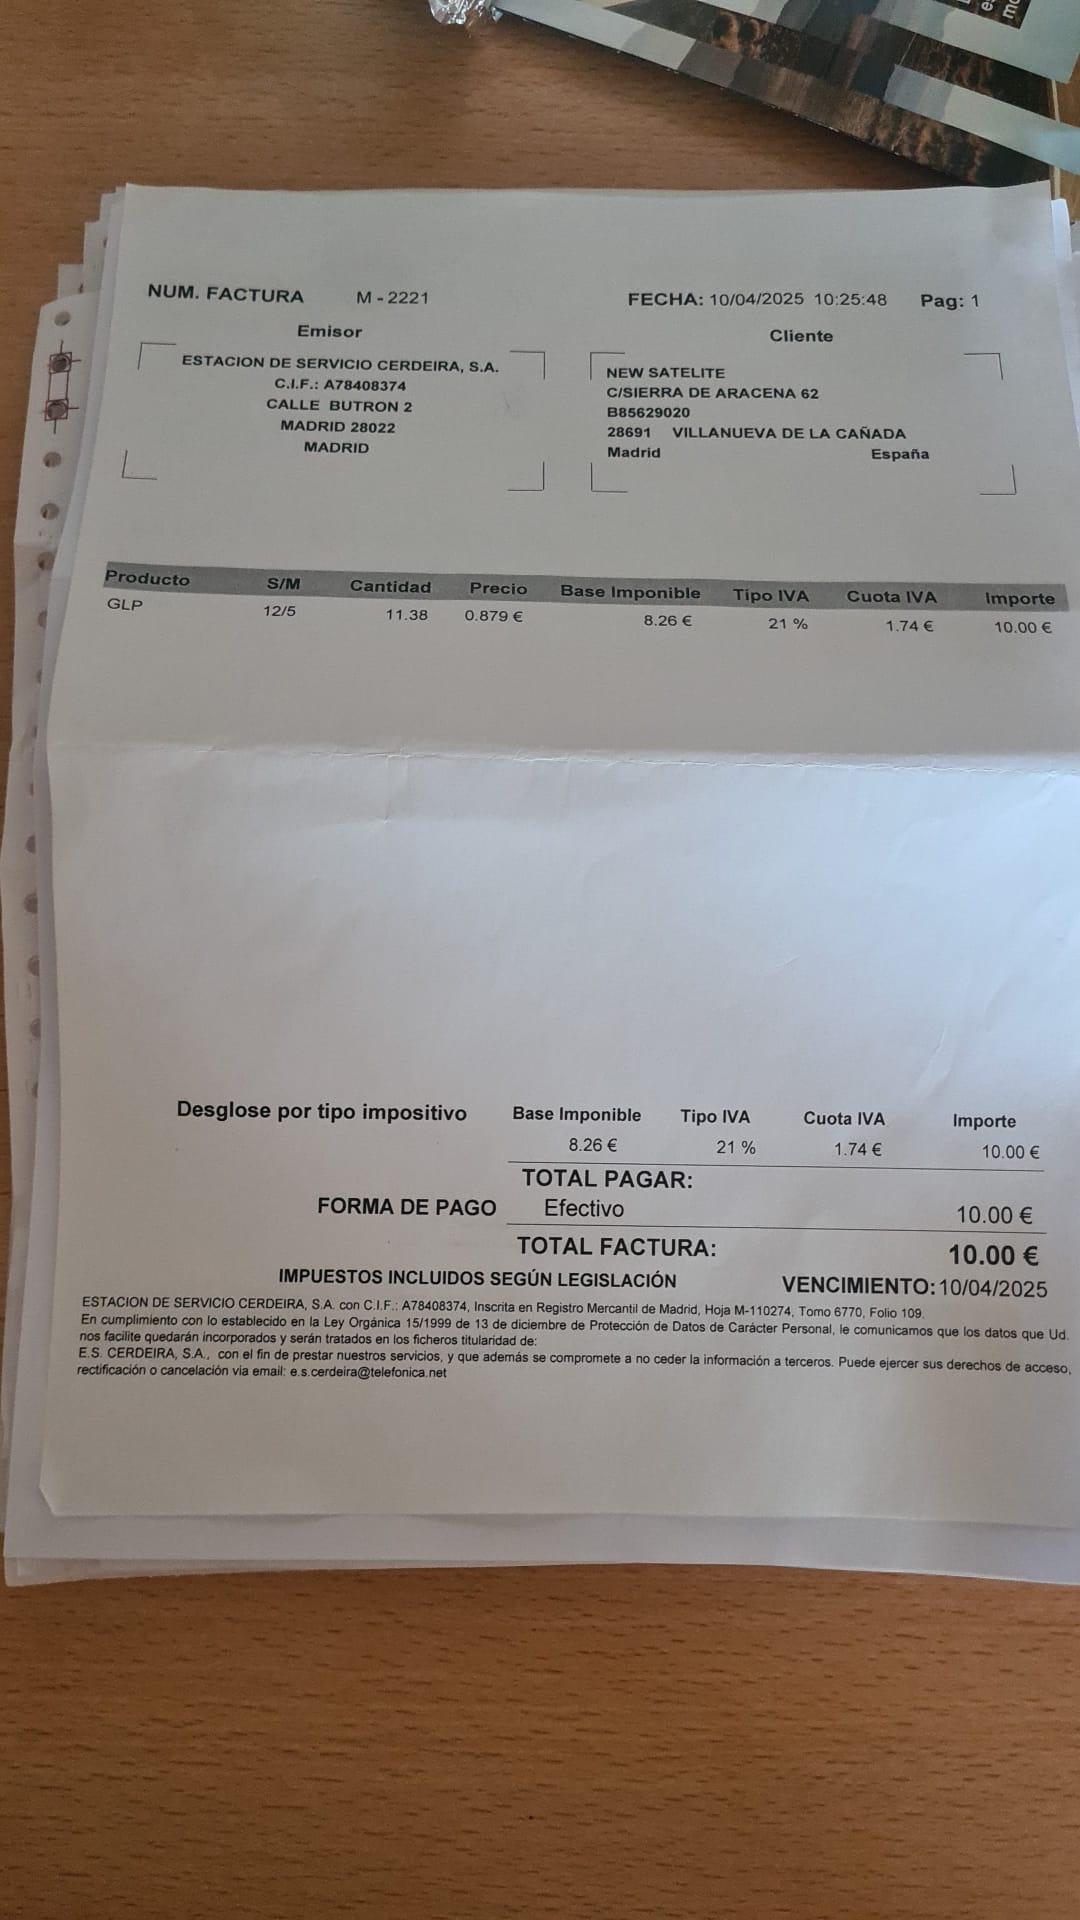 NUM. FACTURA M - 2221 FECHA: 10/04/2025 10:25:48 Pag: 1
Emisor
ESTACION DE SERVICIO CERDEIRA, S.A.
C.I.F.: A78408374
CALLE BUTRON 2
MADRID 28022
MADRID
Cliente
NEW SATELITE
C/SIERRA DE ARACENA 62
B85629020
28691 VILLANUEVA DE LA CAÑADA
Madrid España
Producto S/M Cantidad Precio Base Imponible Tipo IVA Cuota IVA Importe
GLP 12/5 11.38 0.879 € 8.26 € 21 % 1.74 € 10.00 €
Desglose por tipo impositivo Base Imponible Tipo IVA Cuota IVA Importe
8.26 € 21 % 1.74 € 10.00 €
TOTAL PAGAR:
FORMA DE PAGO Efectivo 10.00 €
TOTAL FACTURA: 10.00 €
IMPUESTOS INCLUIDOS SEGÚN LEGISLACIÓN VENCIMIENTO: 10/04/2025
ESTACION DE SERVICIO CERDEIRA, S.A. con C.I.F.: A78408374, Inscrita en Registro Mercantil de Madrid, Hoja M-110274, Tomo 6770, Folio 109.
En cumplimiento con lo establecido en la Ley Orgánica 15/1999 de 13 de diciembre de Protección de Datos de Carácter Personal, le comunicamos que los datos que Ud.
nos facilite quedarán incorporados y serán tratados en los ficheros titularidad de:
E.S. CERDEIRA, S.A., con el fin de prestar nuestros servicios, y que además se compromete a no ceder la información a terceros. Puede ejercer sus derechos de acceso,
rectificación o cancelación via email: e.s.cerdeira@telefonica.net